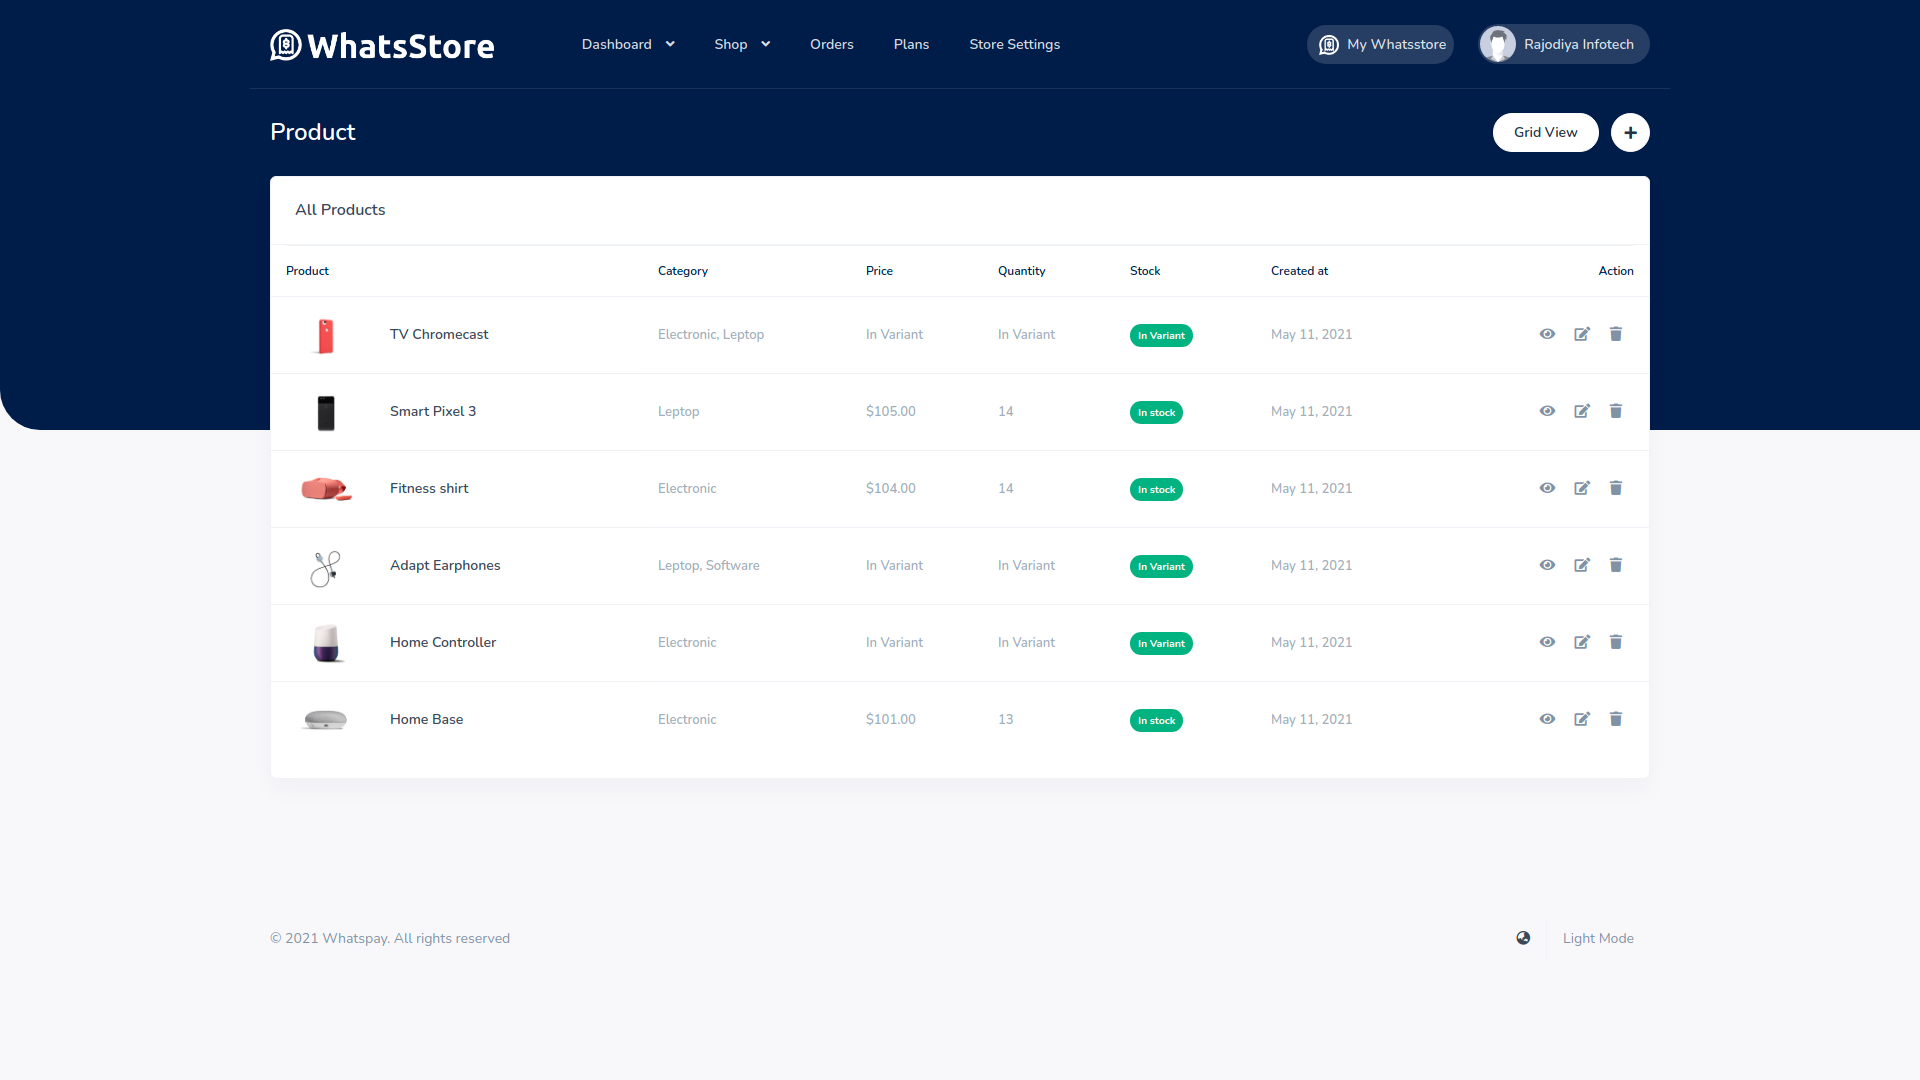 WhatsStore Dashboard Shop Orders Plans Store Settings My Whatsstore Rajodiya Infotech
Product Grid View
All Products
Product Category Price Quantity Stock Created at Action
TV Chromecast Electronic, Leptop In Variant In Variant In Variant May 11, 2021
Smart Pixel 3 Leptop $105.00 14 In stock May 11, 2021
Fitness shirt Electronic $104.00 14 In stock May 11, 2021
Adapt Earphones Leptop, Software In Variant In Variant In Variant May 11, 2021
Home Controller Electronic In Variant In Variant In Variant May 11, 2021
Home Base Electronic $101.00 13 In stock May 11, 2021
© 2021 Whatspay. All rights reserved Light Mode